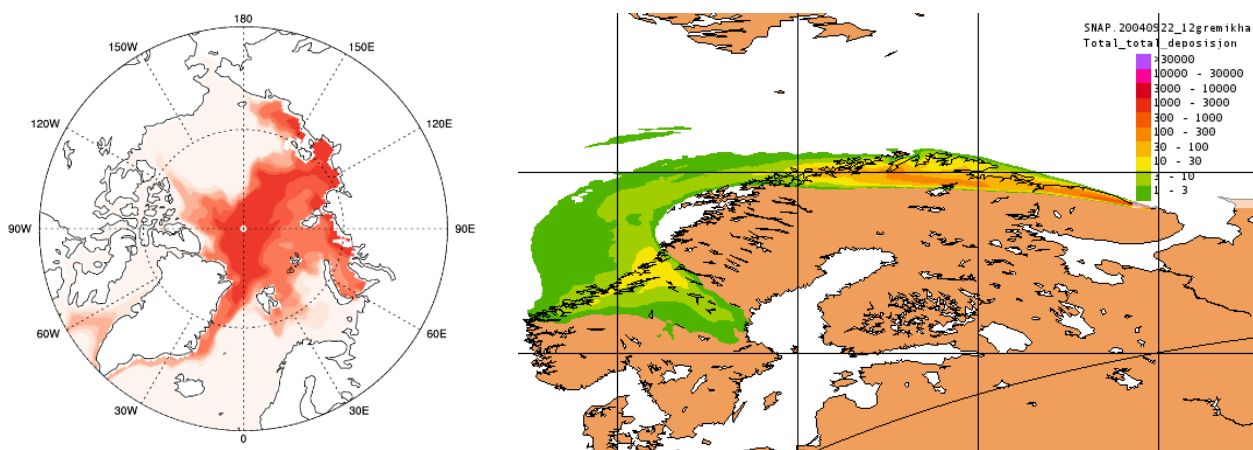 180
150W
150E
120W
120E
90W
90E
60W
60E
30W
30E
0
SNAP.20040922_12gremikha
Total_total_deposisjon
>30000
10000 - 30000
3000 - 10000
1000 - 3000
300 - 1000
100 - 300
30 - 100
10 - 30
3 - 10
1 - 3